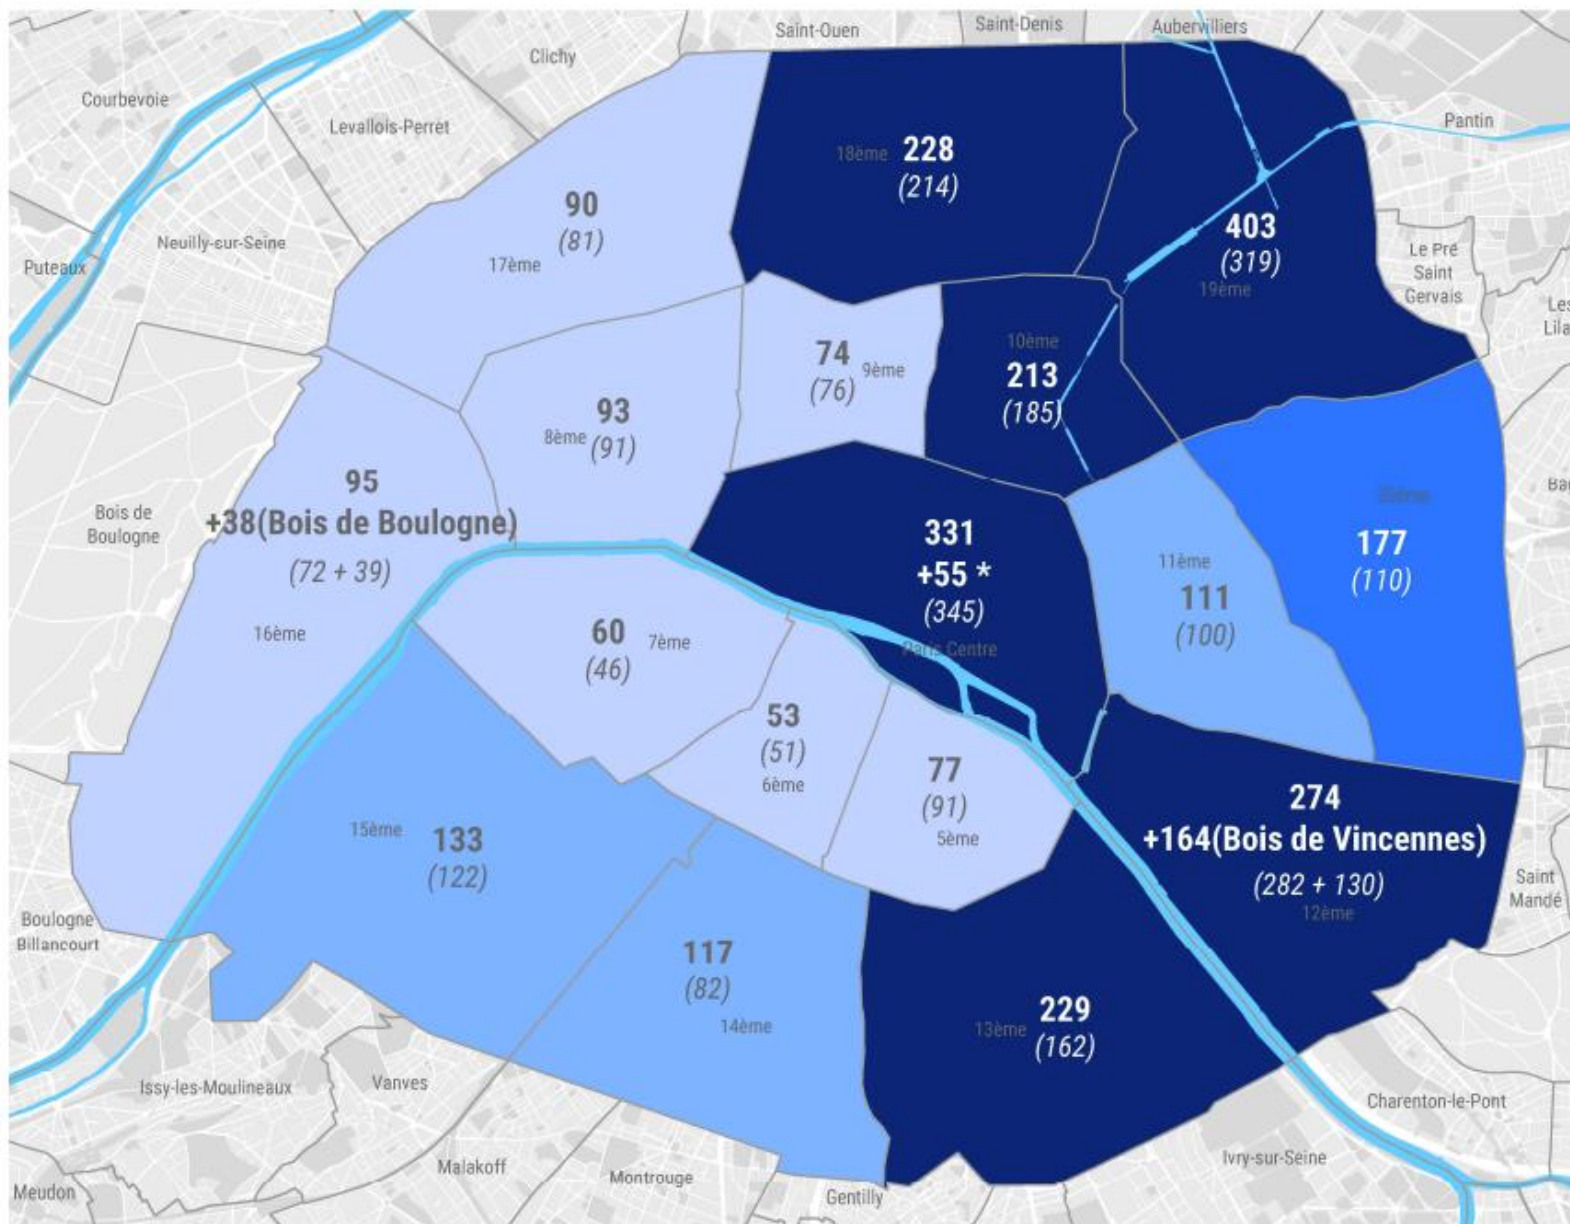 Saint-Ouen
Saint-Denis
Aubervilliers
Clichy
Courbevoie
Levallois-Perret
Pantin
18ème 228
(214)
90
(81)
17ème
403
(319)
19ème
Neuilly-sur-Seine
Puteaux
Le Pré
Saint
Gervais
Les
Lila
10ème
213
(185)
74
(76)
9ème
93
8ème (91)
95
+38(Bois de Boulogne)
(72 + 39)
16ème
Bois de
Boulogne
Bag
331
+55 *
(345)
Paris Centre
11ème
111
(100)
177
(110)
60
(46)
7ème
53
(51)
6ème
77
(91)
5ème
274
+164(Bois de Vincennes)
(282 + 130)
12ème
15ème
133
(122)
Saint
Mandé
Boulogne
Billancourt
117
(82)
14ème
13ème 229
(162)
Issy-les-Moulineaux
Vanves
Charenton-le-Pont
Malakoff
Montrouge
Ivry-sur-Seine
Meudon
Gentilly